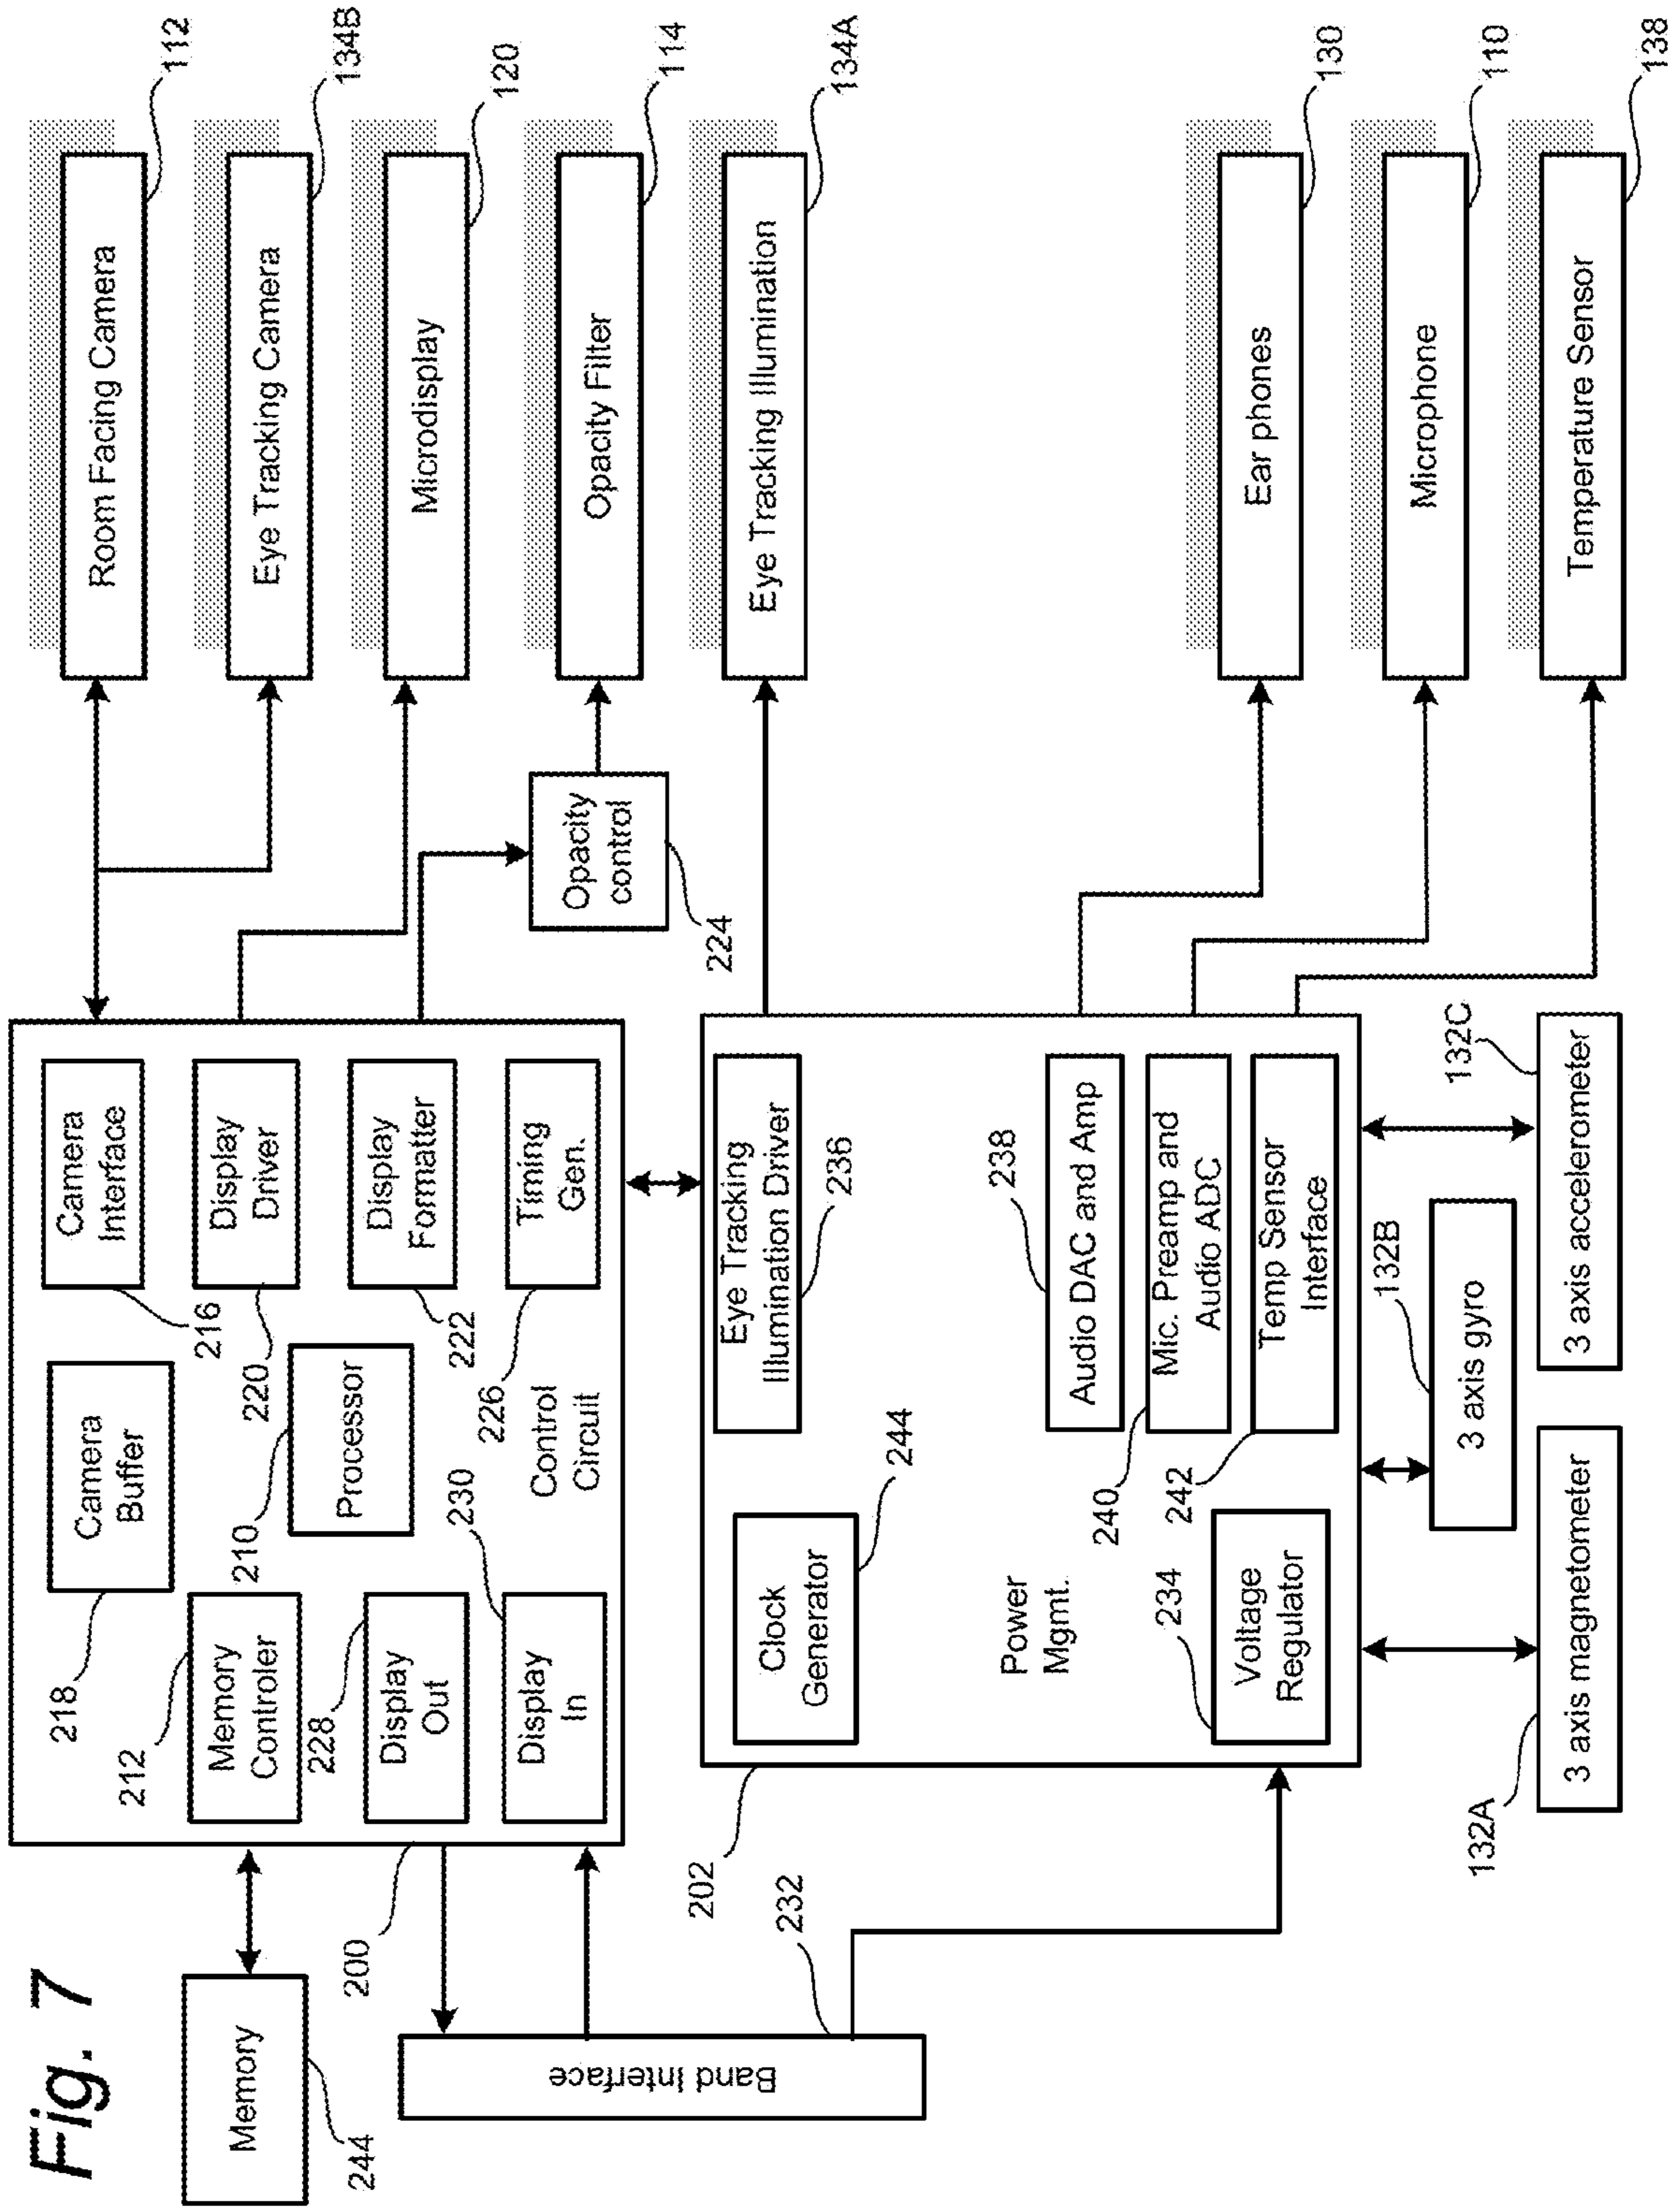 Fig. 7
Memory
244
Band Interface
232
200
202
Memory
Controler
212
Camera
Buffer
218
Camera
Interface
216
Display
Driver
220
Processor
210
Display
Out
228
Display
Formatter
222
Display
In
230
Control
Circuit
Timing
Gen.
226
Room Facing Camera
112
Eye Tracking Camera
134B
Microdisplay
120
Opacity
control
224
Opacity Filter
114
Eye Tracking Illumination
134A
Clock
Generator
244
Eye Tracking
Illumination Driver
236
Power
Mgmt.
Audio DAC and Amp
238
Mic. Preamp and
Audio ADC
240
Voltage
Regulator
234
Temp Sensor
Interface
242
Ear phones
130
Microphone
110
Temperature Sensor
138
3 axis magnetometer
132A
3 axis gyro
132B
3 axis accelerometer
132C